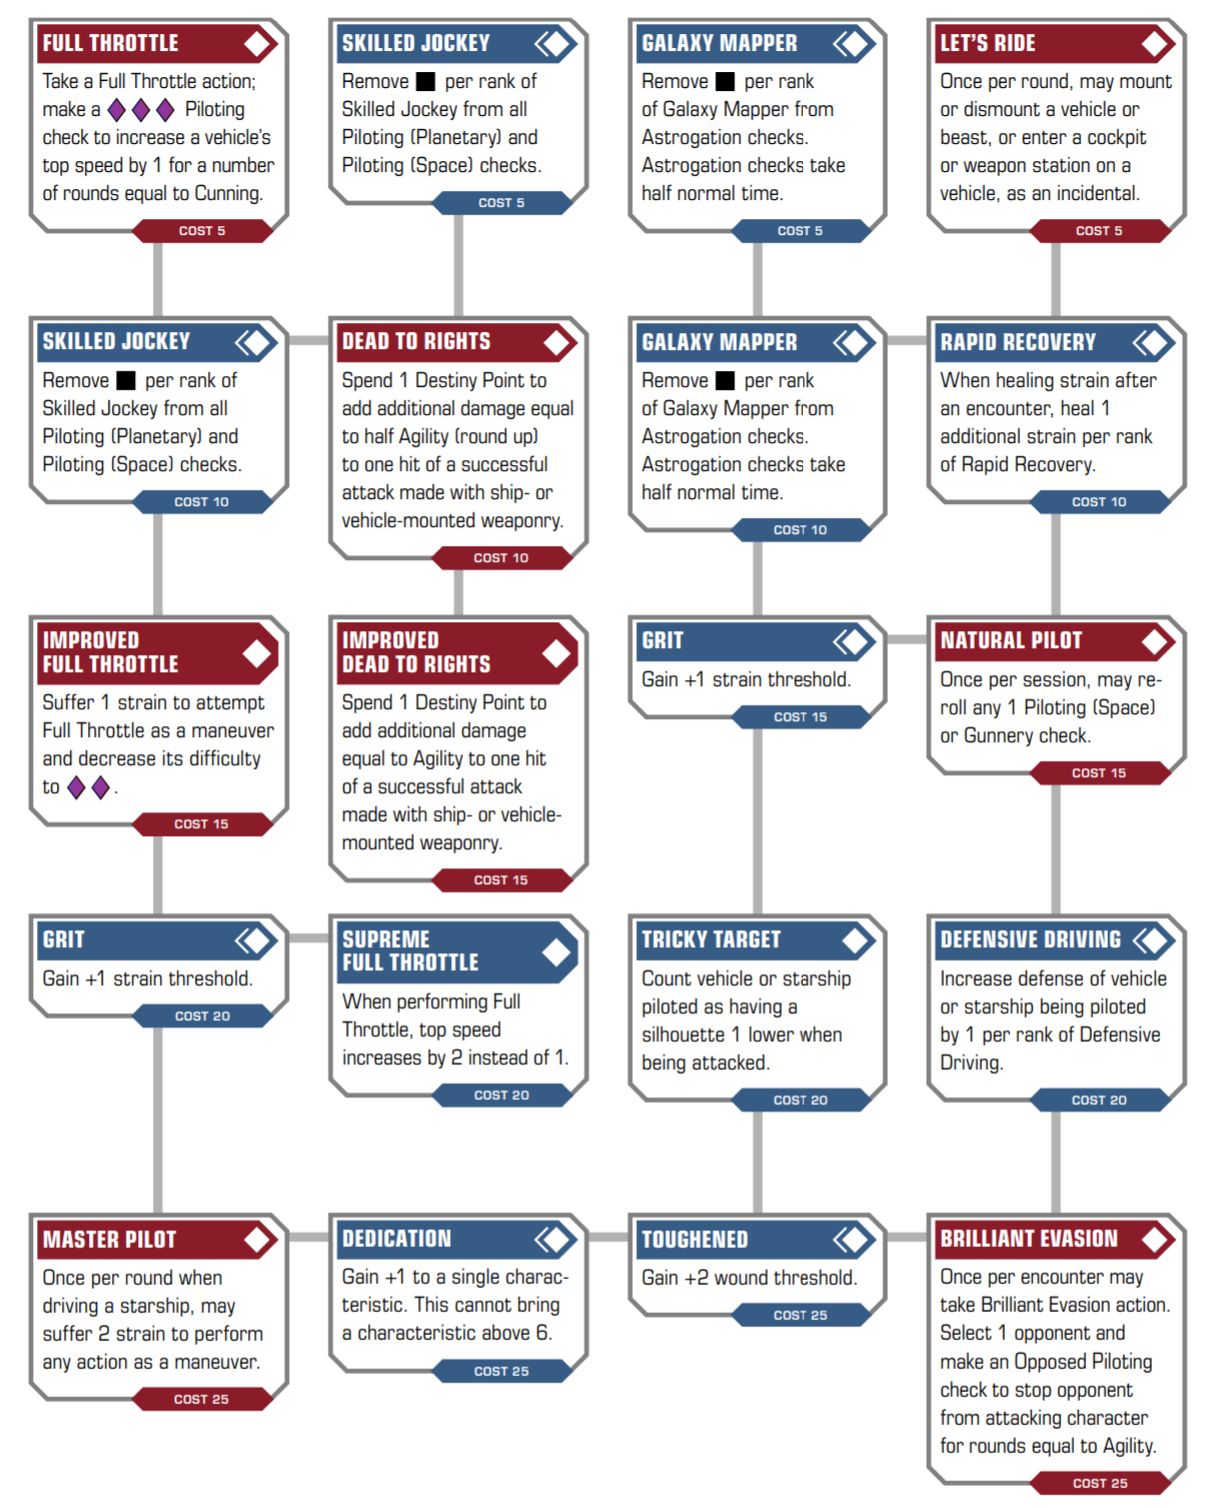 FULL THROTTLE
Take a Full Throttle action;
make a Piloting
check to increase a vehicle's
top speed by 1 for a number
of rounds equal to Cunning.
COST 5
SKILLED JOCKEY
Remove per rank of
Skilled Jockey from all
Piloting (Planetary) and
Piloting (Space) checks.
COST 5
GALAXY MAPPER
Remove per rank
of Galaxy Mapper from
Astrogation checks.
Astrogation checks take
half normal time.
COST 5
LET'S RIDE
Once per round, may mount
or dismount a vehicle or
beast, or enter a cockpit
or weapon station on a
vehicle, as an incidental.
COST 5
SKILLED JOCKEY
Remove per rank of
Skilled Jockey from all
Piloting (Planetary) and
Piloting (Space) checks.
COST 10
DEAD TO RIGHTS
Spend 1 Destiny Point to
add additional damage equal
to half Agility (round up)
to one hit of a successful
attack made with ship- or
vehicle-mounted weaponry.
COST 10
GALAXY MAPPER
Remove per rank
of Galaxy Mapper from
Astrogation checks.
Astrogation checks take
half normal time.
COST 10
RAPID RECOVERY
When healing strain after
an encounter, heal 1
additional strain per rank
of Rapid Recovery.
COST 10
IMPROVED
FULL THROTTLE
Suffer 1 strain to attempt
Full Throttle as a maneuver
and decrease its difficulty
to .
COST 15
IMPROVED
DEAD TO RIGHTS
Spend 1 Destiny Point to
add additional damage
equal to Agility to one hit
of a successful attack
made with ship- or vehicle-
mounted weaponry.
COST 15
GRIT
Gain +1 strain threshold.
COST 15
NATURAL PILOT
Once per session, may re-
roll any 1 Piloting (Space)
or Gunnery check.
COST 15
GRIT
Gain +1 strain threshold.
COST 20
SUPREME
FULL THROTTLE
When performing Full
Throttle, top speed
increases by 2 instead of 1.
COST 20
TRICKY TARGET
Count vehicle or starship
piloted as having a
silhouette 1 lower when
being attacked.
COST 20
DEFENSIVE DRIVING
Increase defense of vehicle
or starship being piloted
by 1 per rank of Defensive
Driving.
COST 20
MASTER PILOT
Once per round when
driving a starship, may
suffer 2 strain to perform
any action as a maneuver.
COST 25
DEDICATION
Gain +1 to a single charac-
teristic. This cannot bring
a characteristic above 6.
COST 25
TOUGHENED
Gain +2 wound threshold.
COST 25
BRILLIANT EVASION
Once per encounter may
take Brilliant Evasion action.
Select 1 opponent and
make an Opposed Piloting
check to stop opponent
from attacking character
for rounds equal to Agility.
COST 25